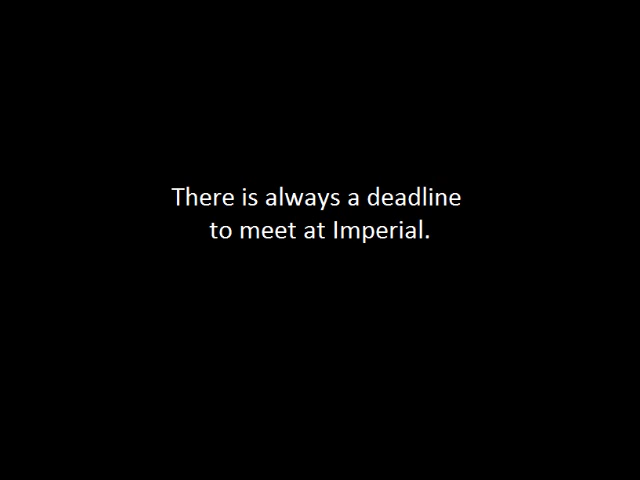 There is always a deadline
to meet at Imperial.